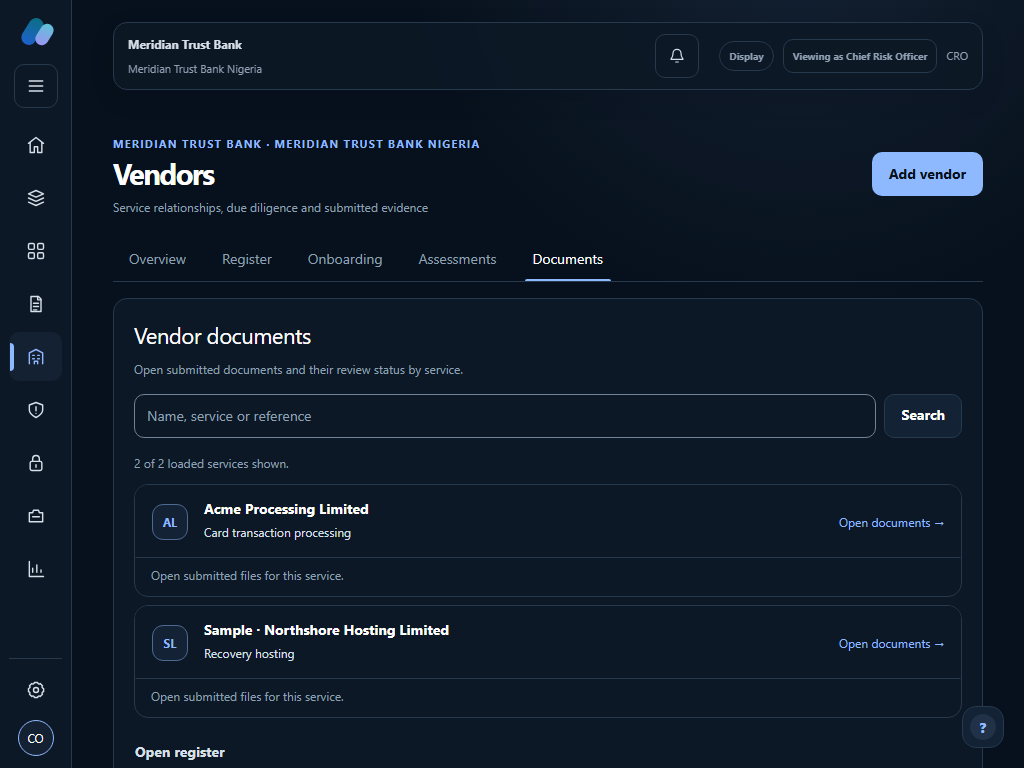 Meridian Trust Bank
Meridian Trust Bank Nigeria
Display
Viewing as Chief Risk Officer
CRO
MERIDIAN TRUST BANK · MERIDIAN TRUST BANK NIGERIA
Vendors
Service relationships, due diligence and submitted evidence
Add vendor
Overview
Register
Onboarding
Assessments
Documents
Vendor documents
Open submitted documents and their review status by service.
Name, service or reference
Search
2 of 2 loaded services shown.
AL
Acme Processing Limited
Card transaction processing
Open documents →
Open submitted files for this service.
SL
Sample · Northshore Hosting Limited
Recovery hosting
Open documents →
Open submitted files for this service.
Open register
CO
?